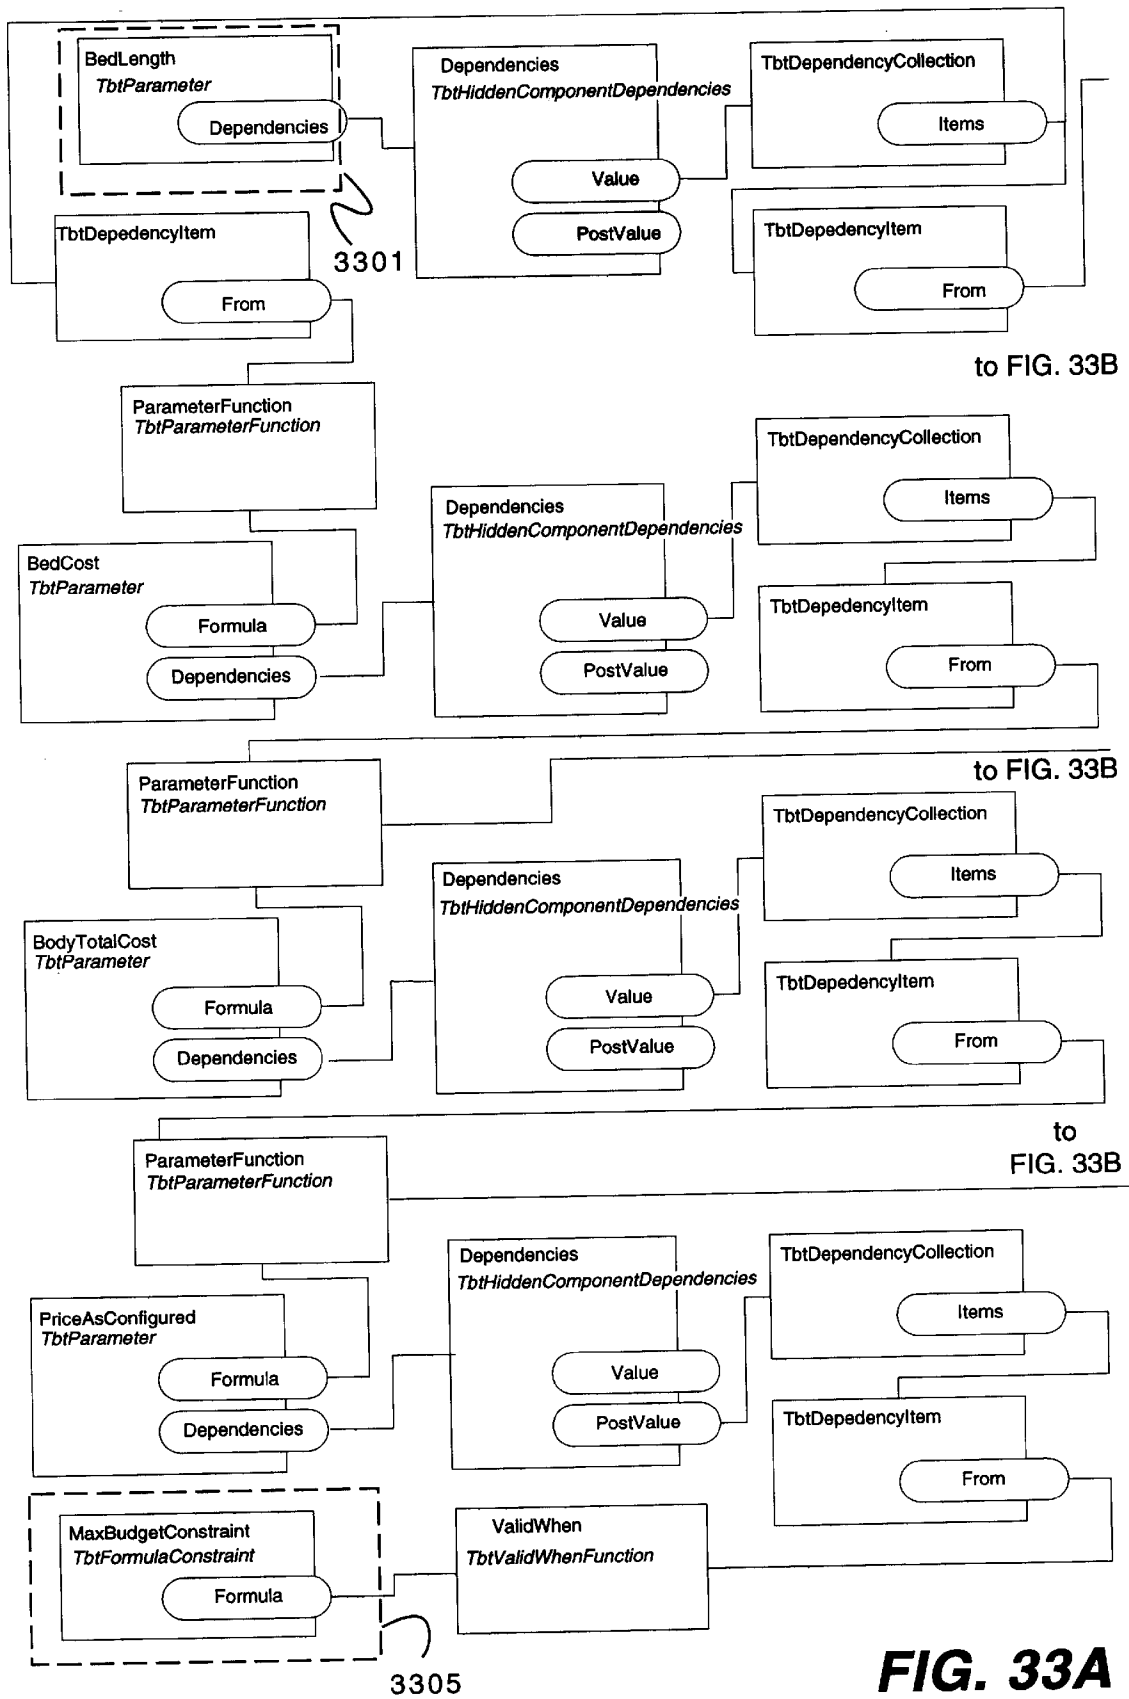 BedLength
TbtParameter
Dependencies
Dependencies
TbtHiddenComponentDependencies
Value
PostValue
TbtDependencyCollection
Items
3301
TbtDepedencyItem
From
TbtDepedencyItem
From
to FIG. 33B
ParameterFunction
TbtParameterFunction
BedCost
TbtParameter
Formula
Dependencies
Dependencies
TbtHiddenComponentDependencies
Value
PostValue
TbtDependencyCollection
Items
TbtDepedencyItem
From
to FIG. 33B
ParameterFunction
TbtParameterFunction
BodyTotalCost
TbtParameter
Formula
Dependencies
Dependencies
TbtHiddenComponentDependencies
Value
PostValue
TbtDependencyCollection
Items
TbtDepedencyItem
From
to
FIG. 33B
ParameterFunction
TbtParameterFunction
PriceAsConfigured
TbtParameter
Formula
Dependencies
Dependencies
TbtHiddenComponentDependencies
Value
PostValue
TbtDependencyCollection
Items
TbtDepedencyItem
From
MaxBudgetConstraint
TbtFormulaConstraint
Formula
ValidWhen
TbtValidWhenFunction
3305
FIG. 33A